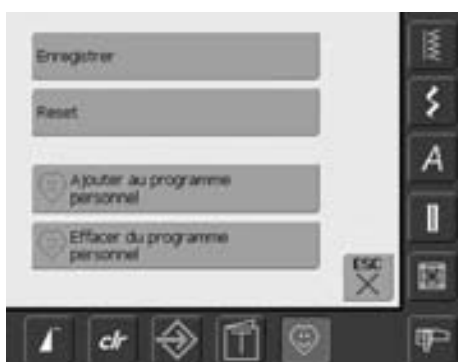 Enregistrer
Reset
Ajouter au programme
personnel
Effacer du programme
personnel
ESC
A
clr